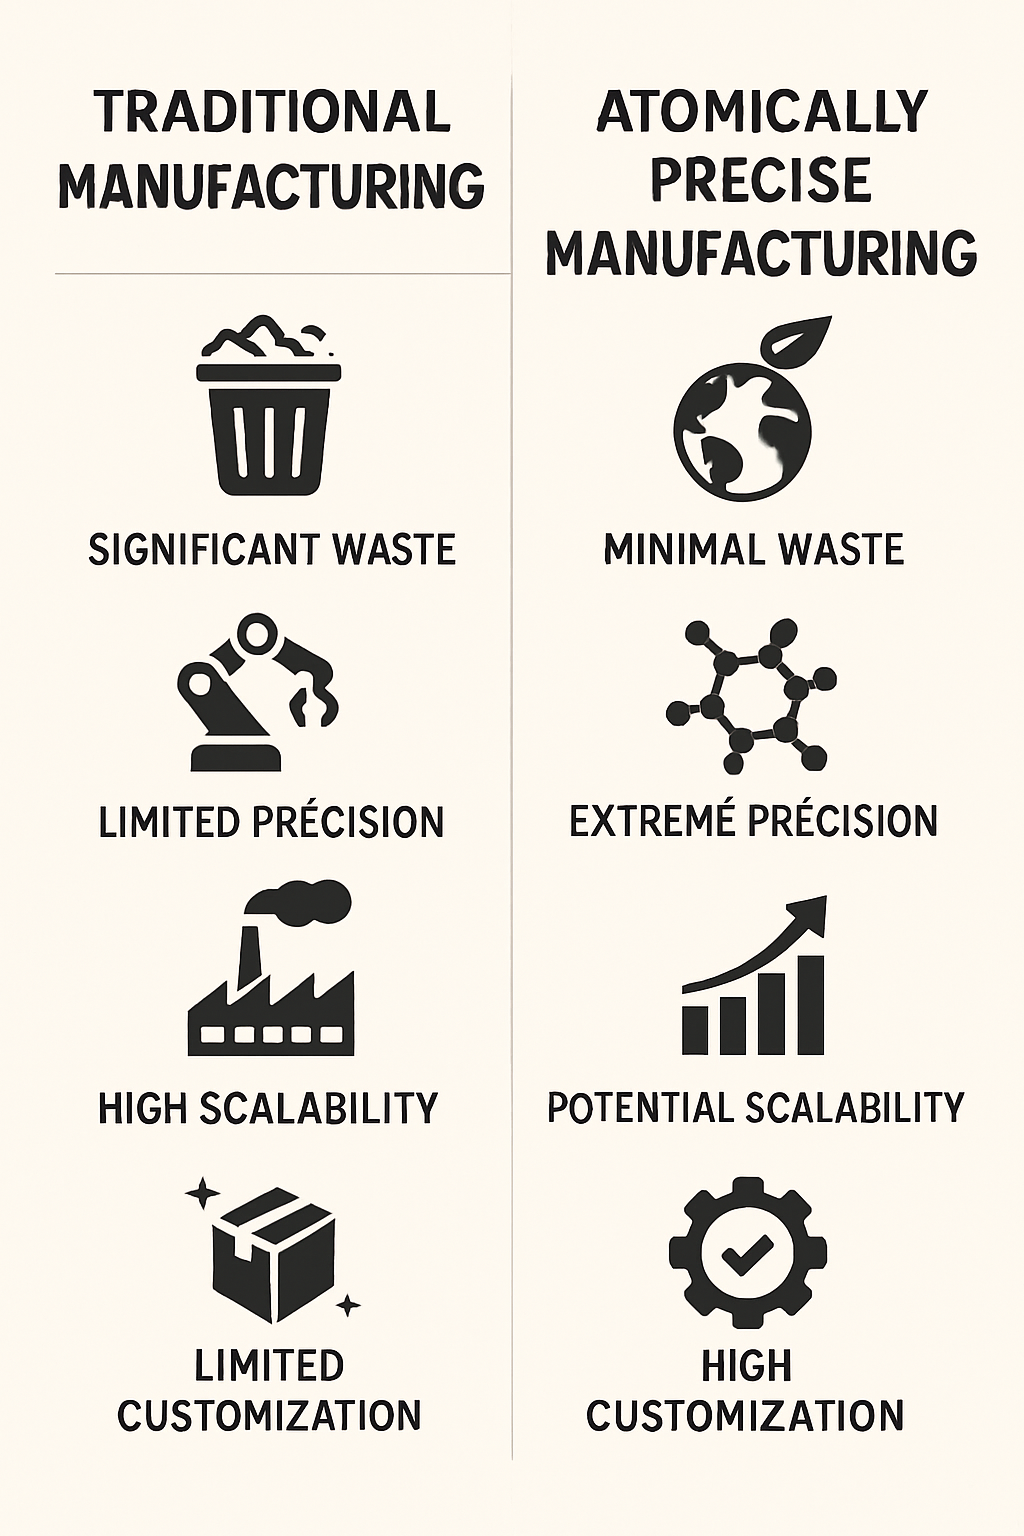 TRADITIONAL
MANUFACTURING
SIGNIFICANT WASTE
LIMITED PRÉCISION
HIGH SCALABILITY
LIMITED
CUSTOMIZATION
ATOMICALLY
PRECISE
MANUFACTURING
MINIMAL WASTE
EXTREMÉ PRÉCISION
POTENTIAL SCALABILITY
HIGH
CUSTOMIZATION